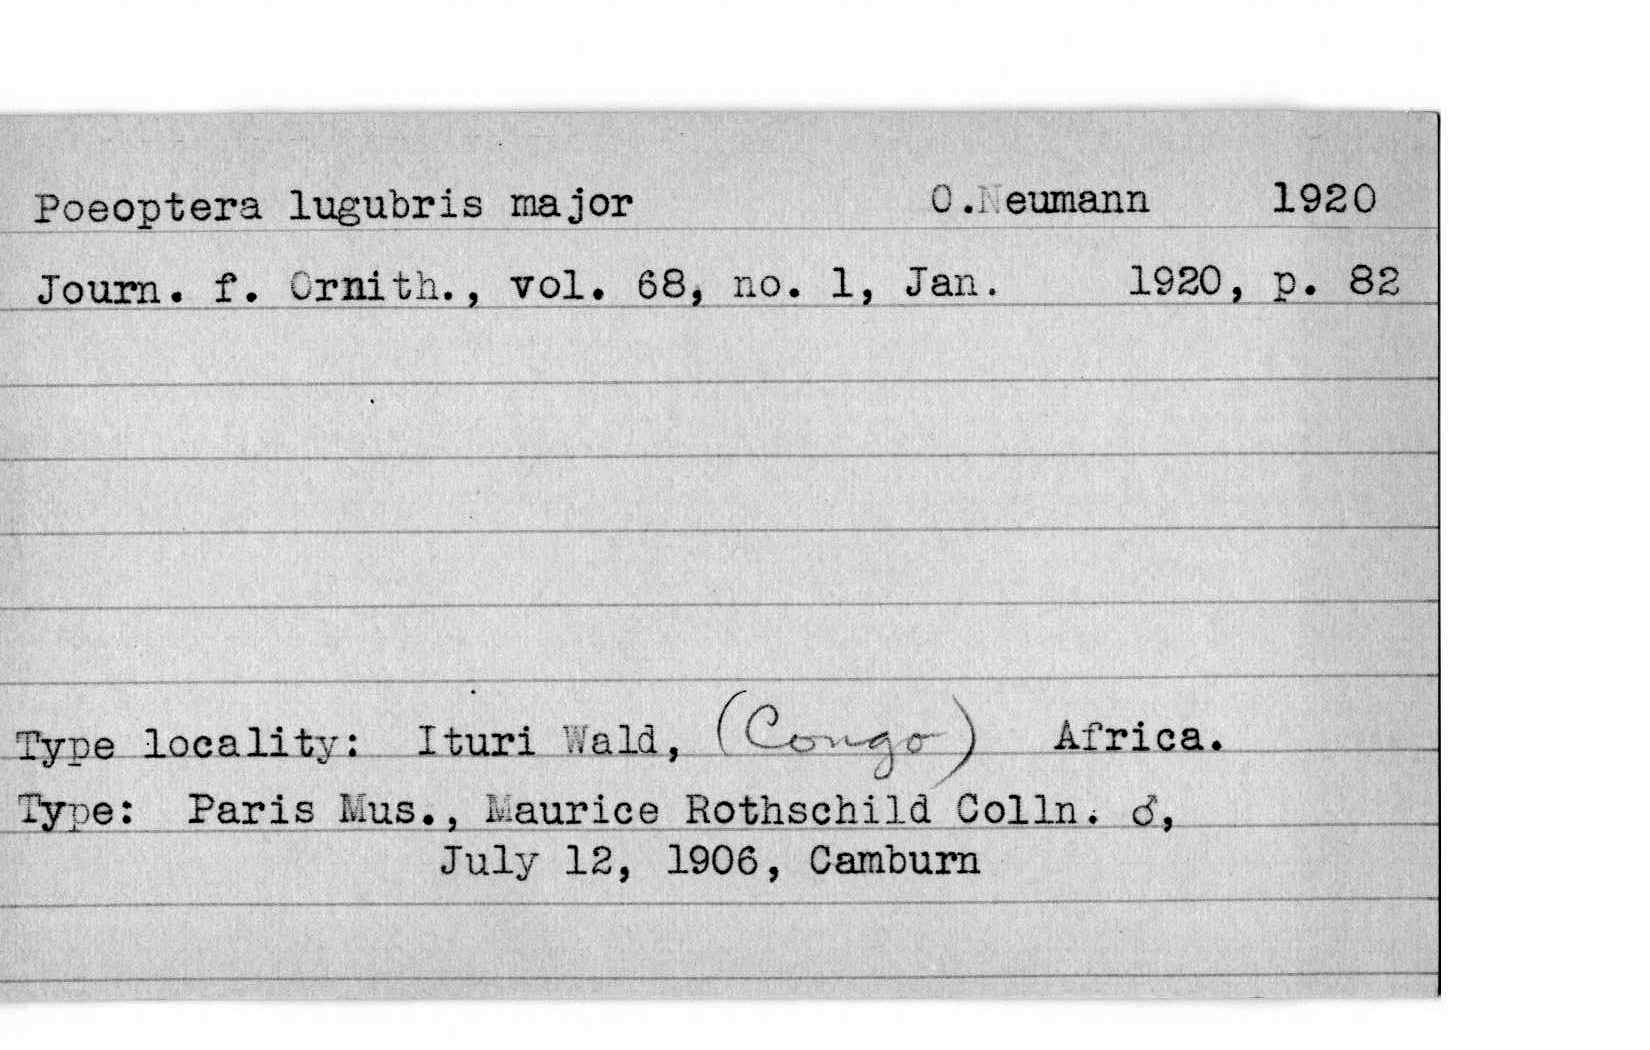 Poeoptera lugubris major O.Neumann 1920
Journ. f. Ornith., vol. 68, no. 1, Jan. 1920, p. 82
Type locality: Ituri Wald, (Congo) Africa.
Type: Paris Mus., Maurice Rothschild Colln. ♂,
July 12, 1906, Camburn